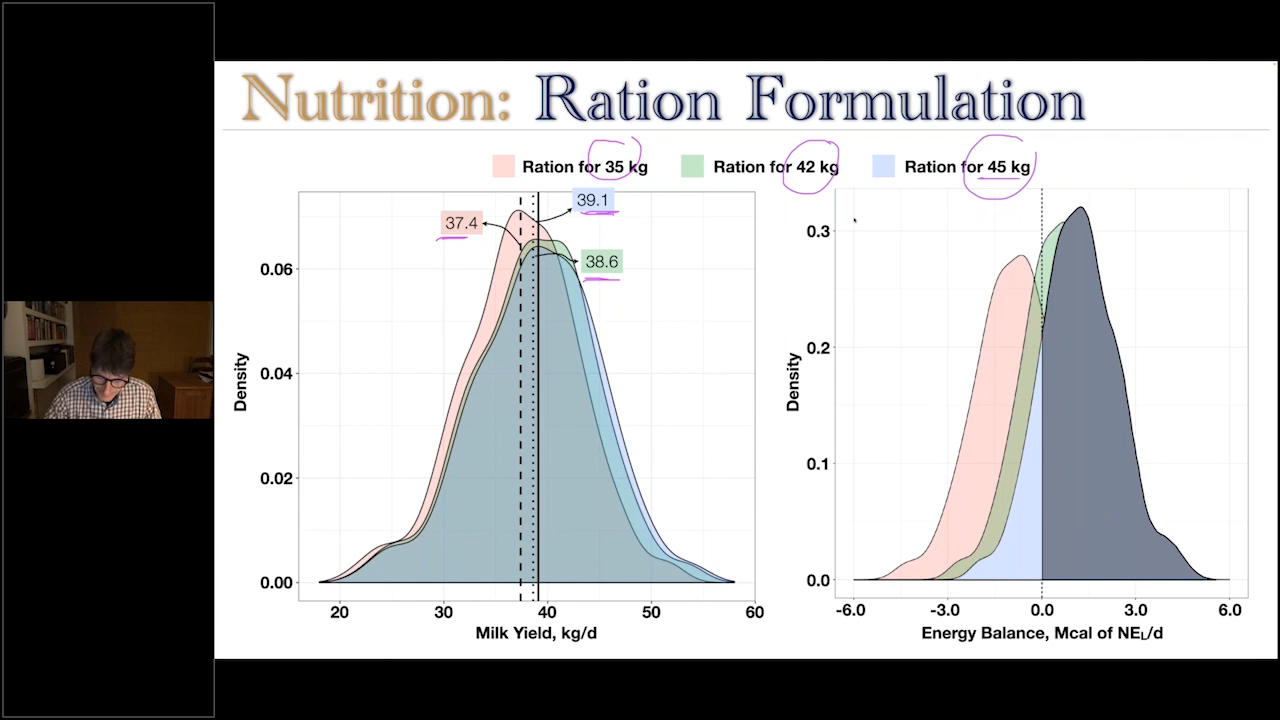 Nutrition: Ration Formulation
Ration for 35 kg
Ration for 42 kg
Ration for 45 kg
39.1
37.4
38.6
Density
0.06
0.04
0.02
0.00
20
30
40
50
60
Milk Yield, kg/d
Density
0.3
0.2
0.1
0.0
-6.0
-3.0
0.0
3.0
6.0
Energy Balance, Mcal of NEL/d